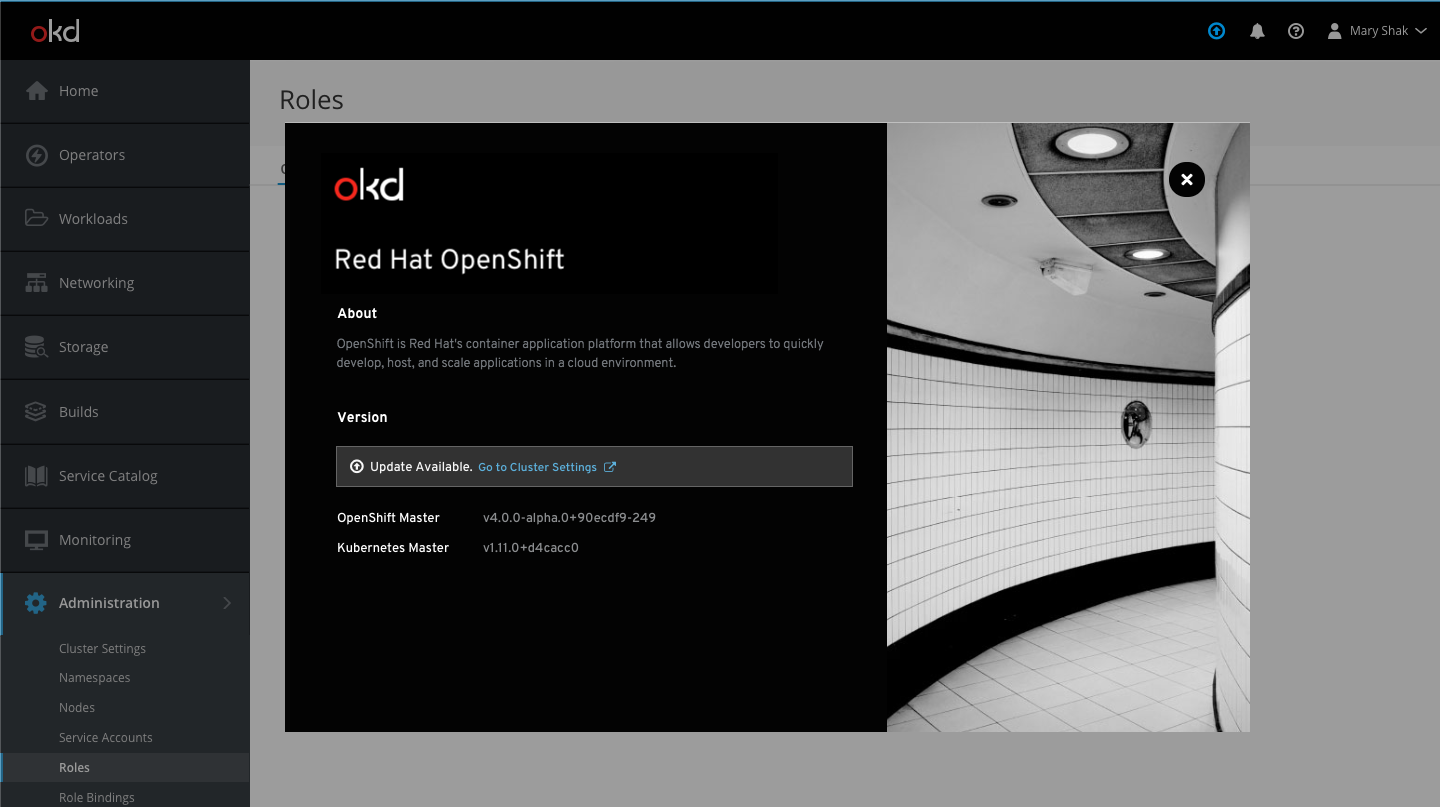 okd
Mary Shak
Home
Operators
Workloads
Networking
Storage
Builds
Service Catalog
Monitoring
Administration
Cluster Settings
Namespaces
Nodes
Service Accounts
Roles
Role Bindings
Roles
okd
Red Hat OpenShift
About
OpenShift is Red Hat's container application platform that allows developers to quickly
develop, host, and scale applications in a cloud environment.
Version
Update Available. Go to Cluster Settings
OpenShift Master v4.0.0-alpha.0+90ecdf9-249
Kubernetes Master v1.11.0+d4cacc0